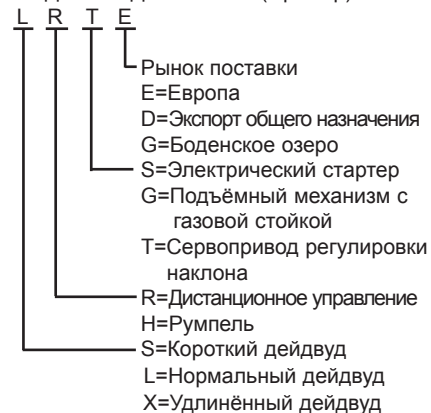 L R T E
Рынок поставки
E=Европа
D=Экспорт общего назначения
G=Боденское озеро
S=Электрический стартер
G=Подъёмный механизм с
газовой стойкой
T=Сервопривод регулировки
наклона
R=Дистанционное управление
H=Румпель
S=Короткий дейдвуд
L=Нормальный дейдвуд
X=Удлинённый дейдвуд